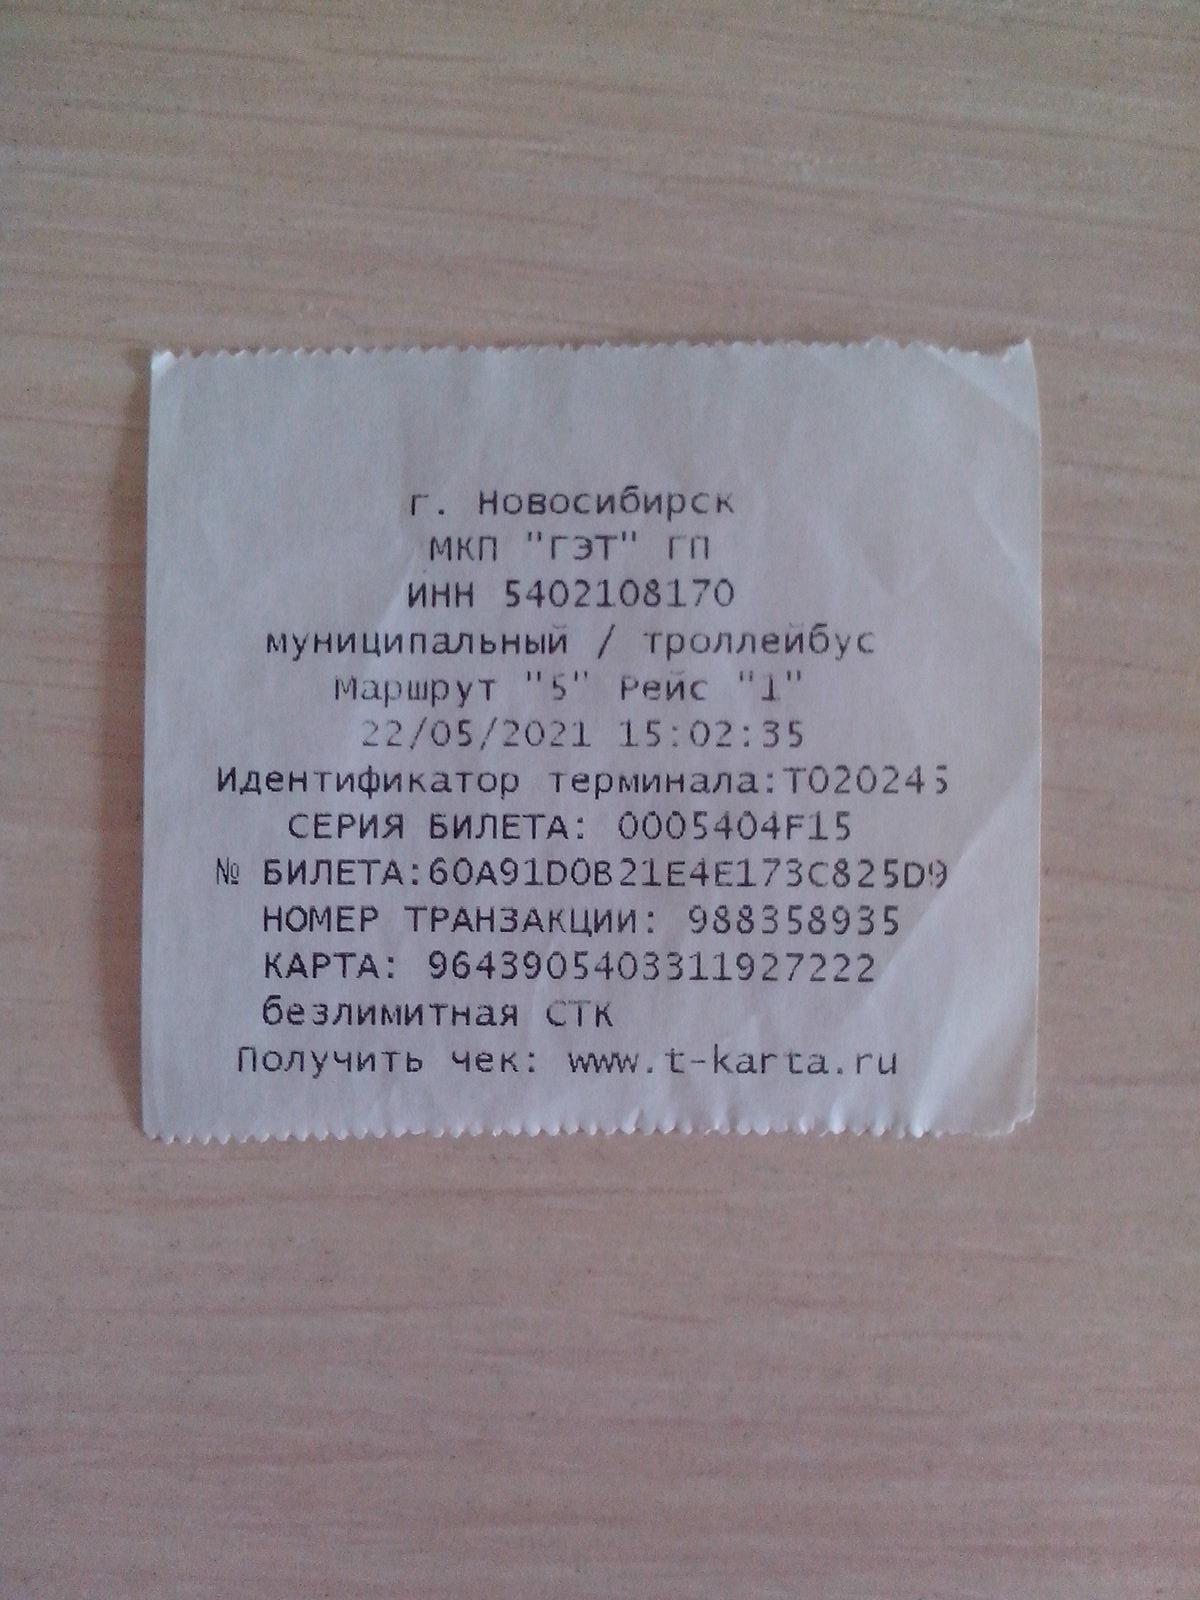 г. Новосибирск
МКП "ГЭТ" ГП
ИНН 5402108170
муниципальный / троллейбус
Маршрут "5" Рейс "1"
22/05/2021 15:02:35
Идентификатор терминала:T020245
СЕРИЯ БИЛЕТА: 0005404F15
№ БИЛЕТА:60A91D0B21E4E173C825D9
НОМЕР ТРАНЗАКЦИИ: 988358935
КАРТА: 9643905403311927222
безлимитная СТК
Получить чек: www.t-karta.ru